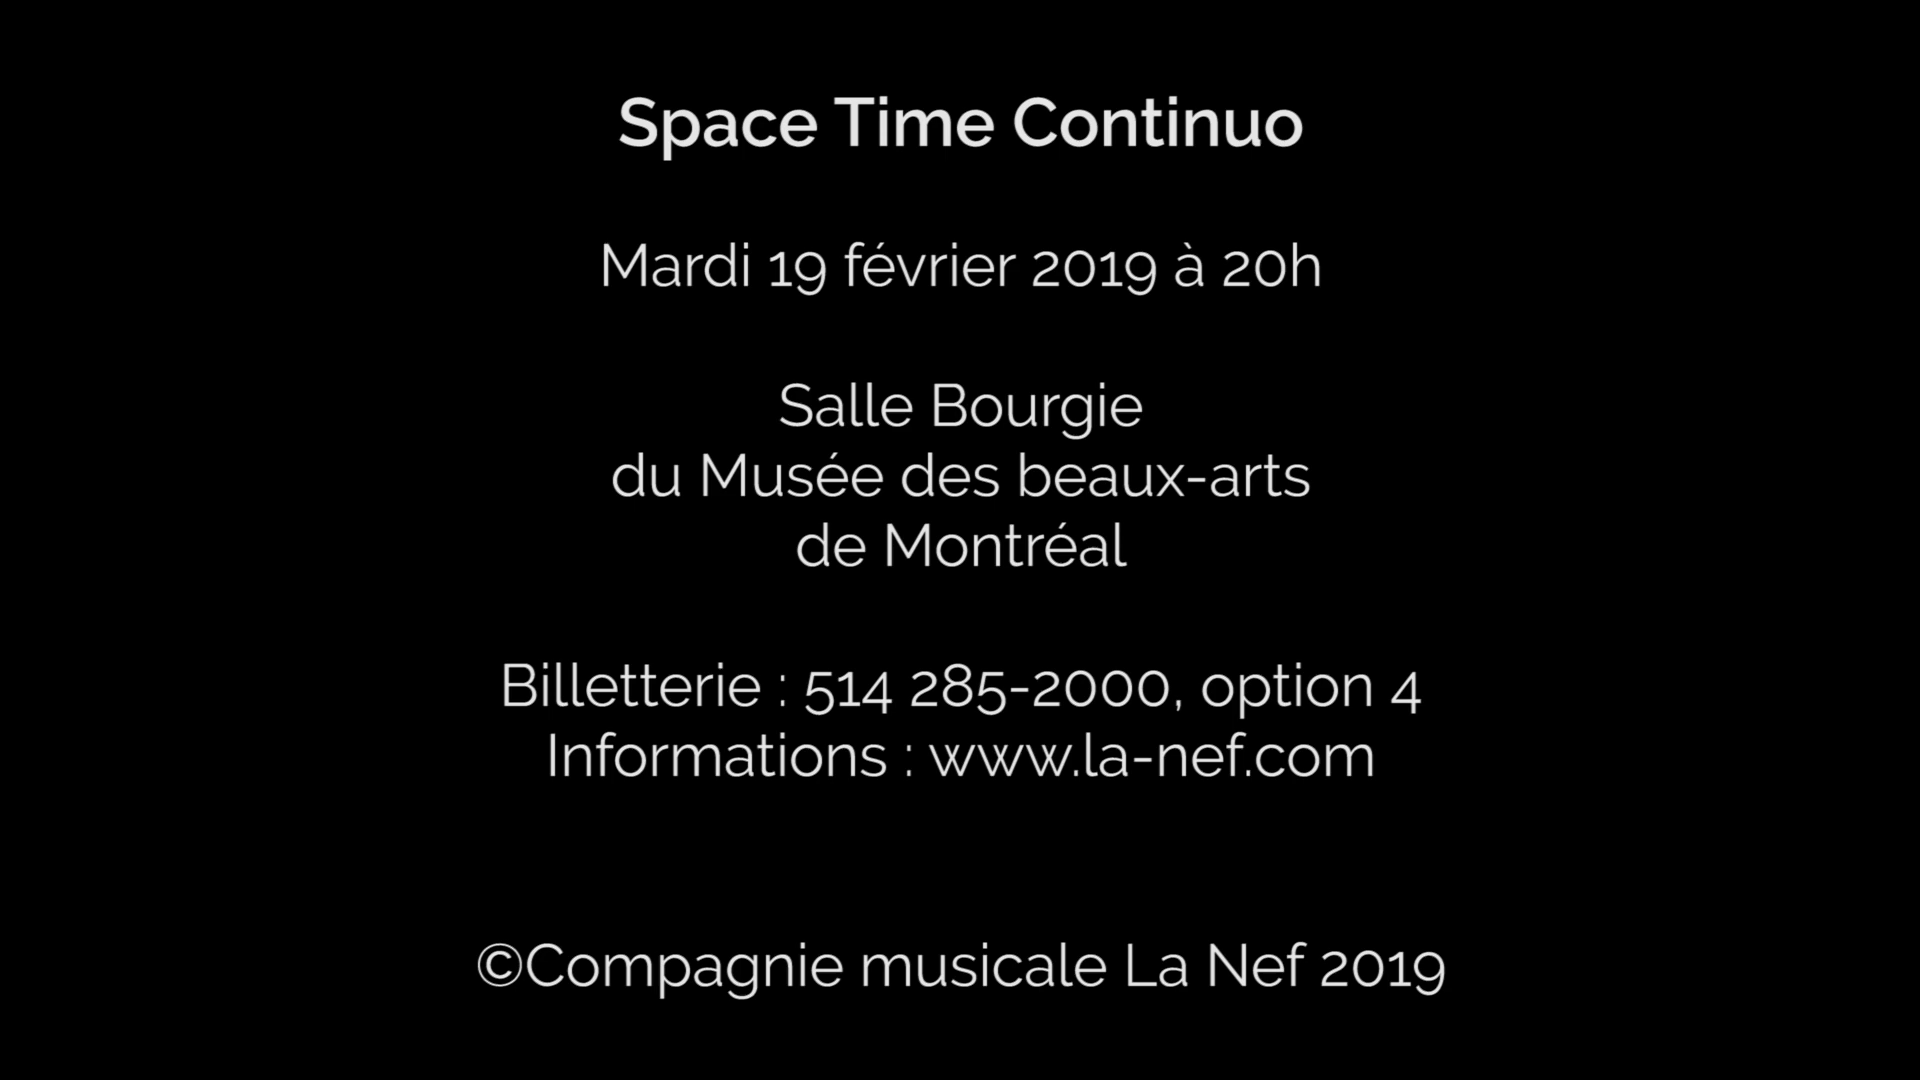 Space Time Continuo
Mardi 19 février 2019 à 20h
Salle Bourgie
du Musée des beaux-arts
de Montréal
Billetterie : 514 285-2000, option 4
Informations : www.la-nef.com
©Compagnie musicale La Nef 2019